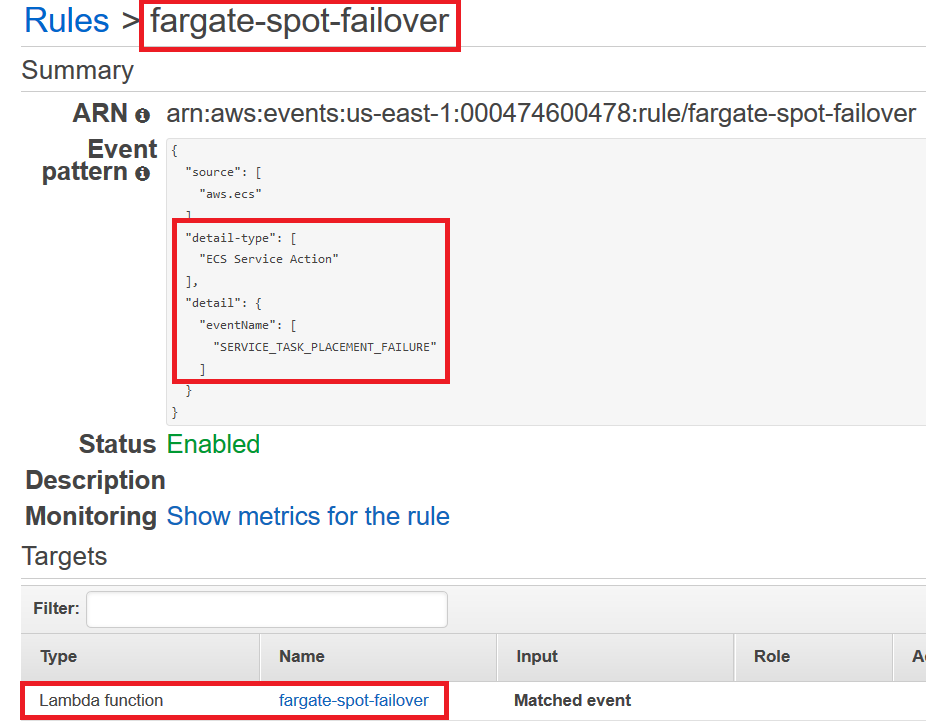 Rules > fargate-spot-failover
Summary
ARN arn:aws:events:us-east-1:000474600478:rule/fargate-spot-failover
Event pattern
{
"source": [
"aws.ecs"
]
"detail-type": [
"ECS Service Action"
],
"detail": {
"eventName": [
"SERVICE_TASK_PLACEMENT_FAILURE"
]
}
}
Status Enabled
Description
Monitoring Show metrics for the rule
Targets
Filter:
Type Name Input Role
Lambda function fargate-spot-failover Matched event